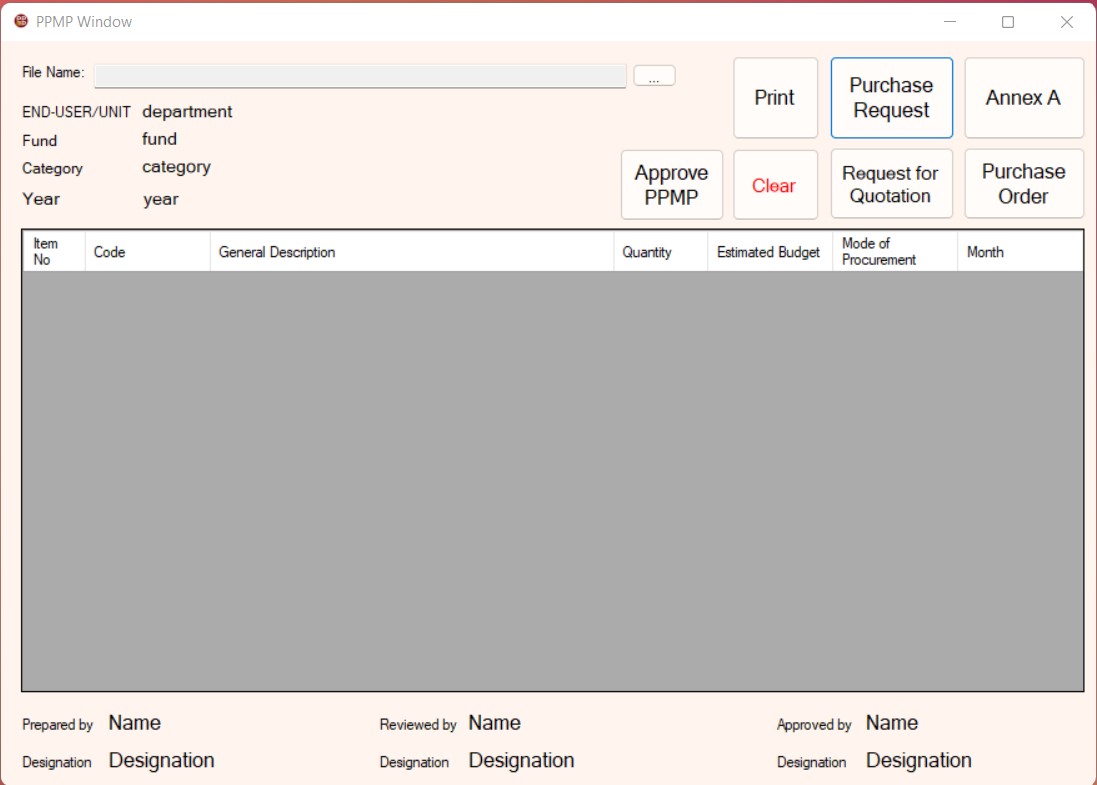 PPMP Window
File Name:
...
END-USER/UNIT department
Fund fund
Category category
Year year
Print
Purchase
Request
Annex A
Approve
PPMP
Clear
Request for
Quotation
Purchase
Order
Item
No
Code
General Description
Quantity
Estimated Budget
Mode of
Procurement
Month
Prepared by Name
Designation Designation
Reviewed by Name
Designation Designation
Approved by Name
Designation Designation